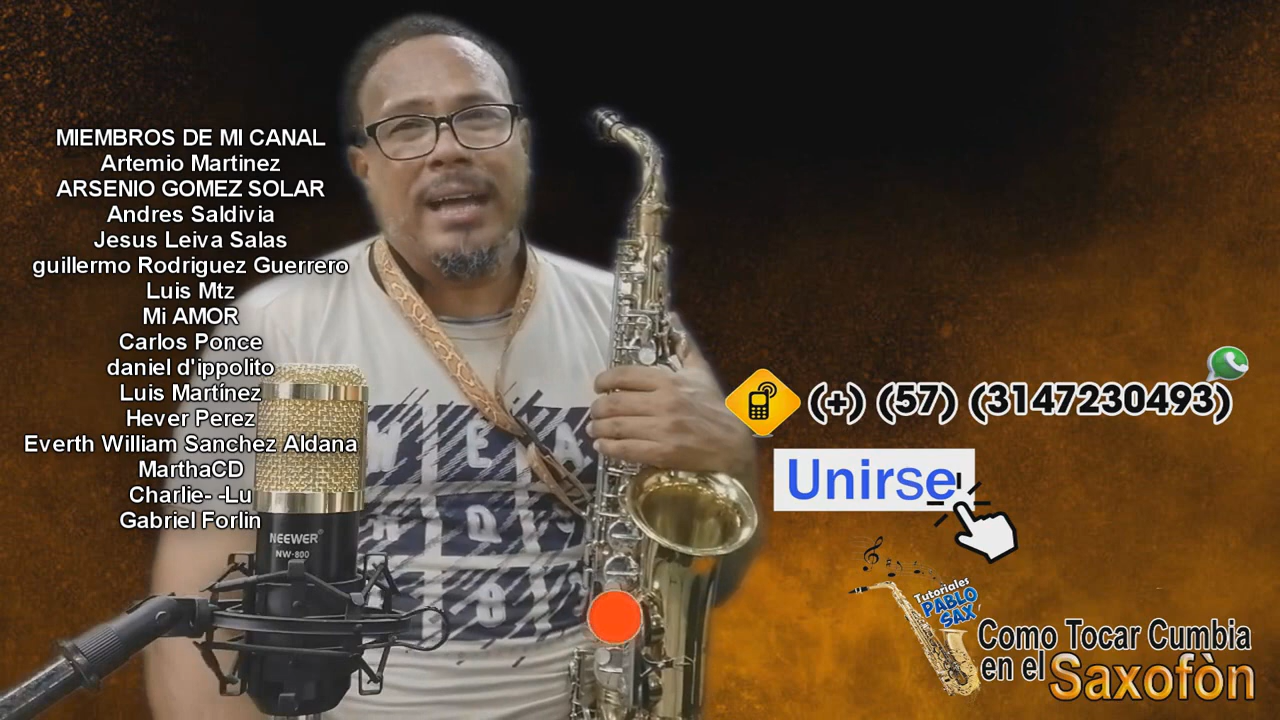 MIEMBROS DE MI CANAL
Artemio Martinez
ARSENIO GOMEZ SOLAR
Andres Saldivia
Jesus Leiva Salas
guillermo Rodriguez Guerrero
Luis Mtz
Mi AMOR
Carlos Ponce
daniel d'ippolito
Luis Martínez
Hever Perez
Everth William Sanchez Aldana
MarthaCD
Charlie- -Lu
Gabriel Forlin
NEEWER
NW-800
(+) (57) (3147230493)
Unirse
Tutoriales
PABLO
SAX
Como Tocar Cumbia
en el Saxofòn